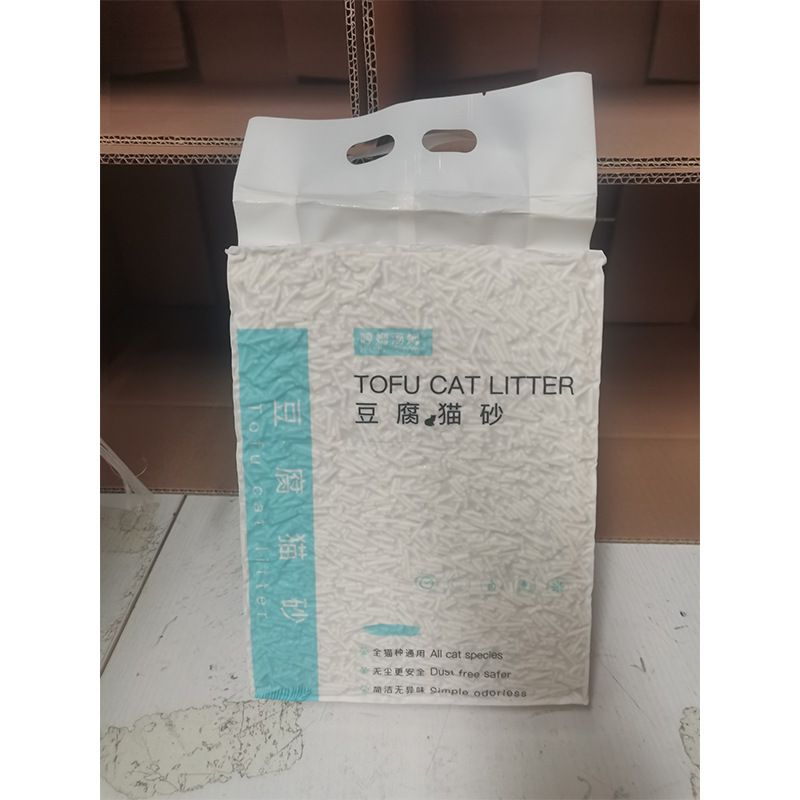 TOFU CAT LITTER
豆腐猫砂
豆腐猫砂
Tofu cat litter
全猫种通用 All cat species
无尘更安全 Dust free safer
简洁无异味 Simple odorless